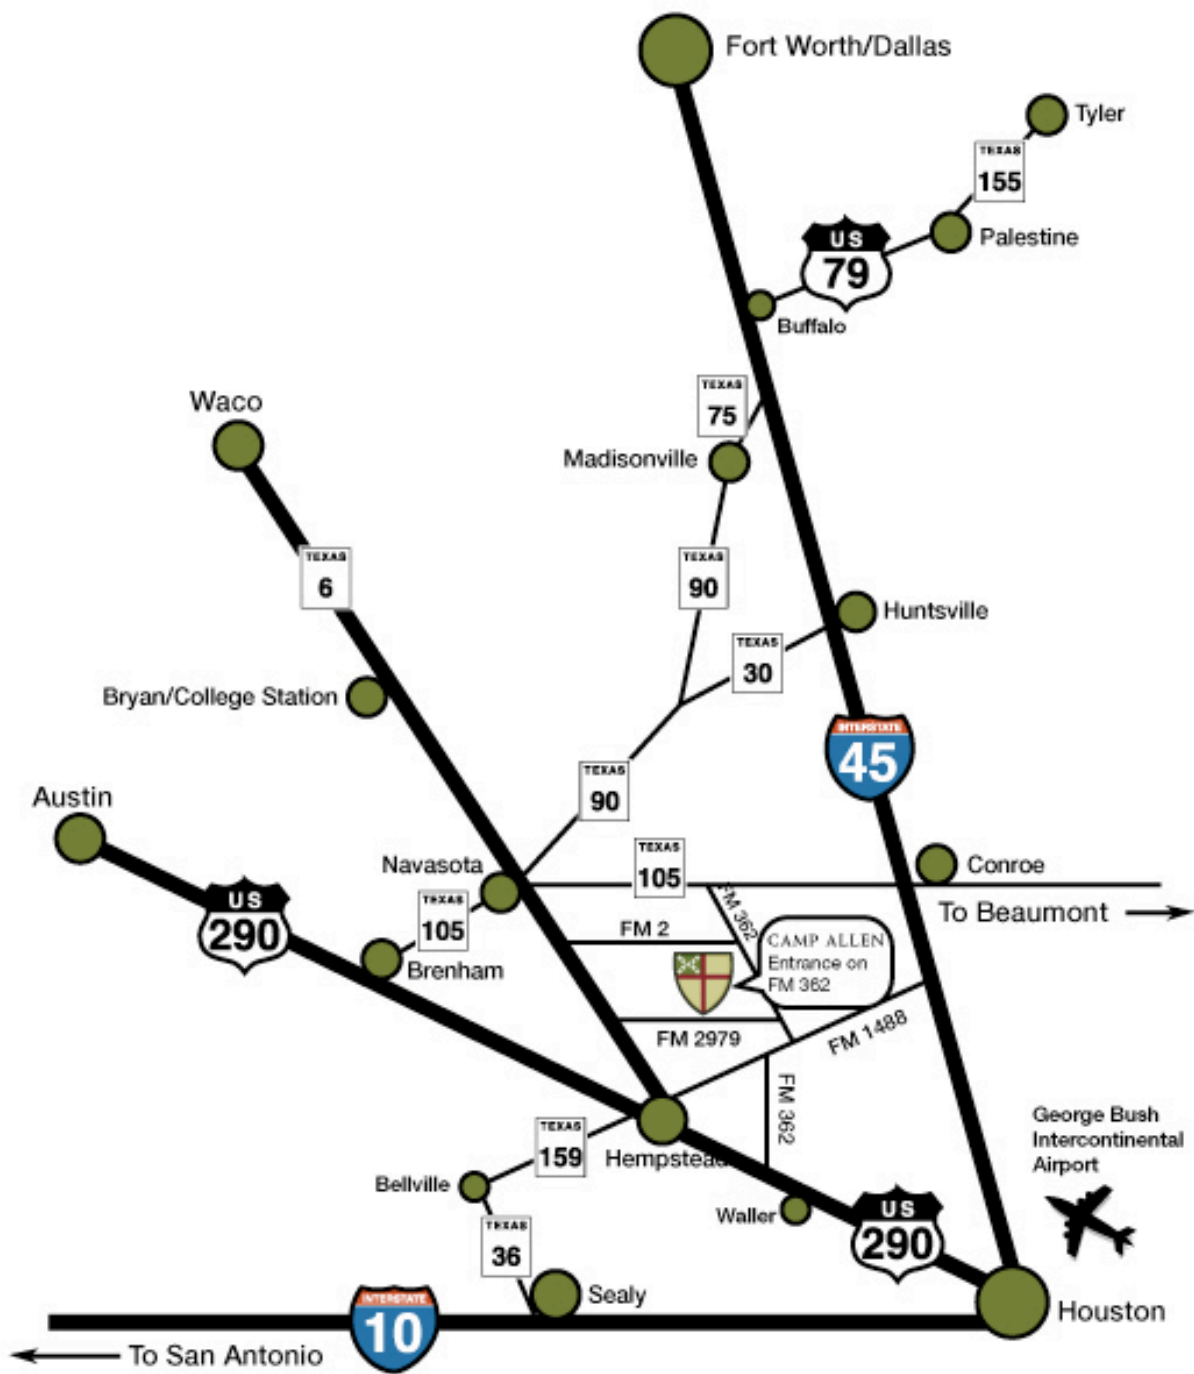 Fort Worth/Dallas
Tyler
TEXAS
155
Palestine
US
79
Buffalo
Waco
TEXAS
75
Madisonville
TEXAS
6
TEXAS
90
Huntsville
TEXAS
30
Bryan/College Station
INTERSTATE
45
TEXAS
90
Austin
Navasota
TEXAS
105
Conroe
US
290
TEXAS
105
Brenham
FM 2
FM 362
To Beaumont
CAMP ALLEN
Entrance on
FM 362
FM 2979
FM 1488
FM 362
George Bush
Intercontinental
Airport
TEXAS
159
Hempstead
Bellville
Waller
US
290
TEXAS
36
Sealy
INTERSTATE
10
Houston
To San Antonio